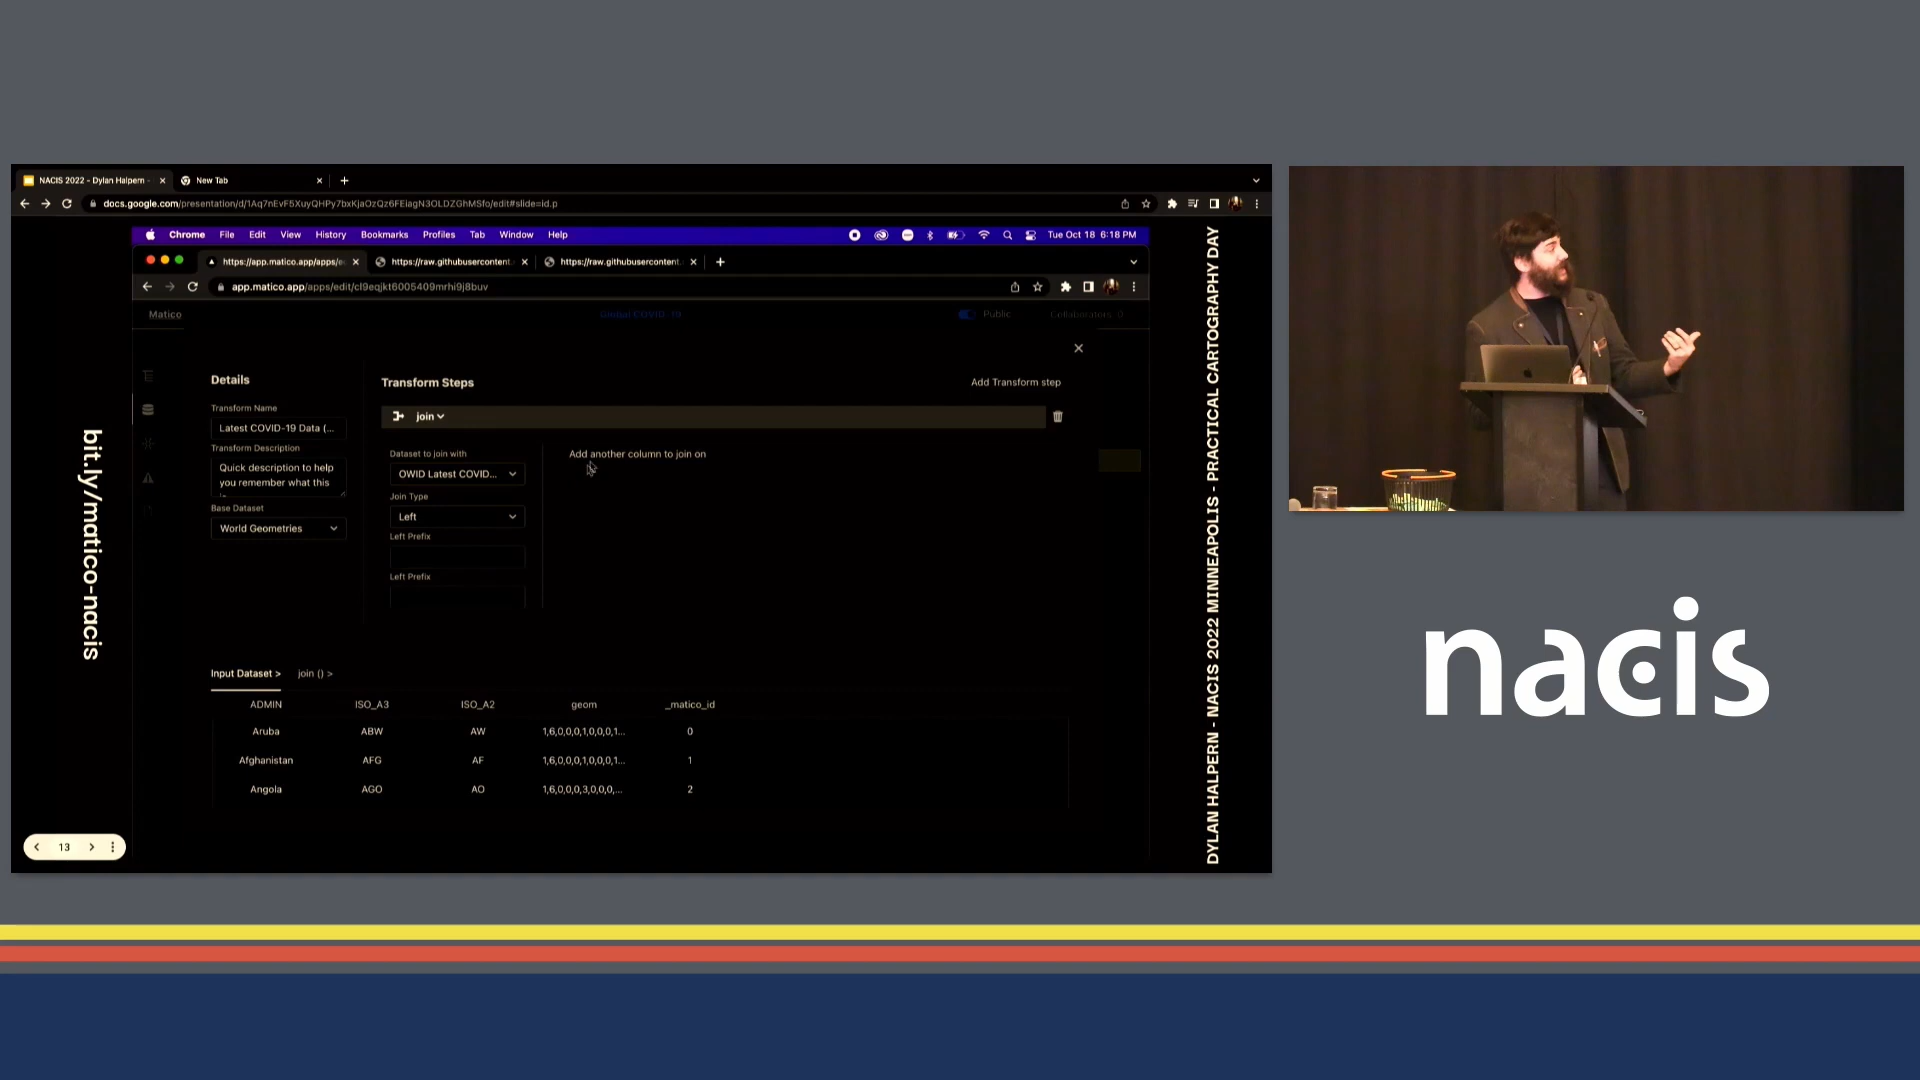 NACIS 2022 - Dylan Halpern -
New Tab
docs.google.com/presentation/d/1Aq7nEvF5XuyQHPy7bxKjaOzQz6FEiagN3OLDZGhMSfo/edit#slide=id.p
Chrome File Edit View History Bookmarks Profiles Tab Window Help
Tue Oct 18 6:18 PM
https://app.matico.app/apps/e
https://raw.githubusercontent.
https://raw.githubusercontent.
app.matico.app/apps/edit/cl9eqjkt6005409mrhi9j8buv
Matico
Global COVID-19
Public
Collaborators 0
Details
Transform Name
Latest COVID-19 Data (...
Transform Description
Quick description to help
you remember what this
Base Dataset
World Geometries
Transform Steps
Add Transform step
join
Dataset to join with
OWID Latest COVID...
Join Type
Left
Left Prefix
Left Prefix
Add another column to join on
Input Dataset > join () >
ADMIN ISO_A3 ISO_A2 geom _matico_id
Aruba ABW AW 1,6,0,0,0,1,0,0,0,1... 0
Afghanistan AFG AF 1,6,0,0,0,1,0,0,0,1... 1
Angola AGO AO 1,6,0,0,0,3,0,0,0,... 2
bit.ly/matico-nacis
13
DYLAN HALPERN - NACIS 2022 MINNEAPOLIS - PRACTICAL CARTOGRAPHY DAY
nacis